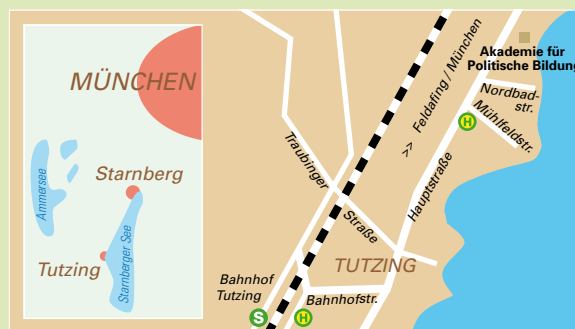 MÜNCHEN
Starnberg
Ammersee
Tutzing
Starnberger See
Akademie für
Politische Bildung
Nordbad-
str.
Mühlfeldstr.
H
>> Feldafing / München
Traubinger
Straße
Hauptstraße
TUTZING
Bahnhof
Tutzing
Bahnhofstr.
S
H